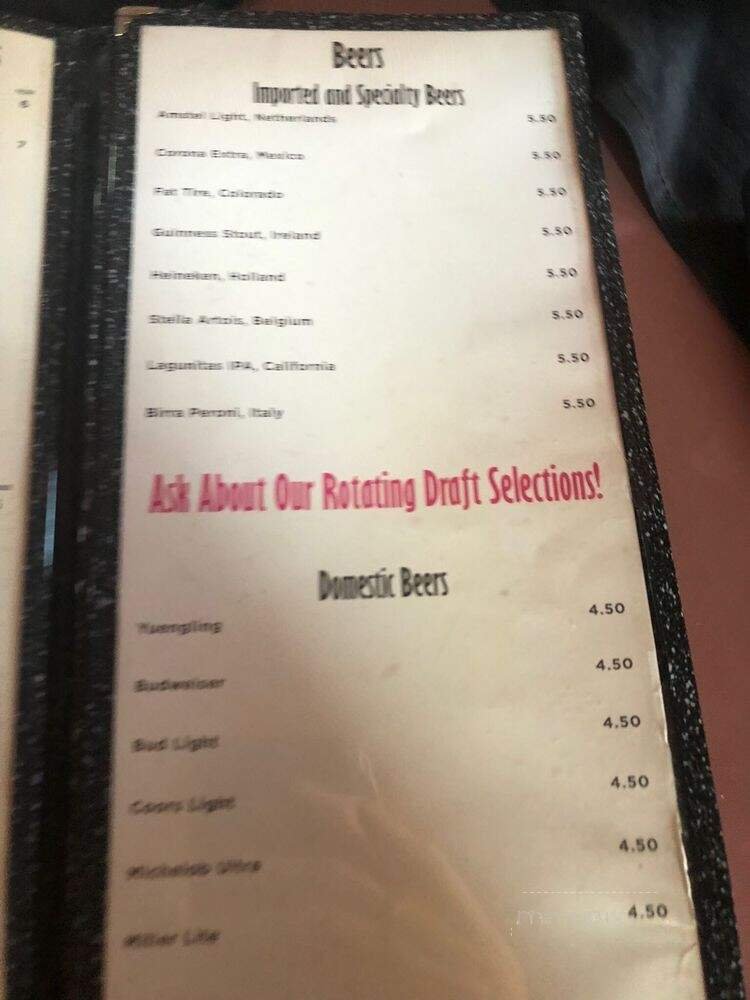 Beers
Imported and Specialty Beers
Amstel Light, Netherlands 5.50
Corona Extra, Mexico 5.50
Fat Tire, Colorado 5.50
Guinness Stout, Ireland 5.50
Heineken, Holland 5.50
Stella Artois, Belgium 5.50
Lagunitas IPA, California 5.50
Birra Peroni, Italy 5.50
Ask About Our Rotating Draft Selections!
Domestic Beers
Yuengling 4.50
Budweiser 4.50
Bud Light 4.50
Coors Light 4.50
Michelob Ultra 4.50
Miller Lite 4.50